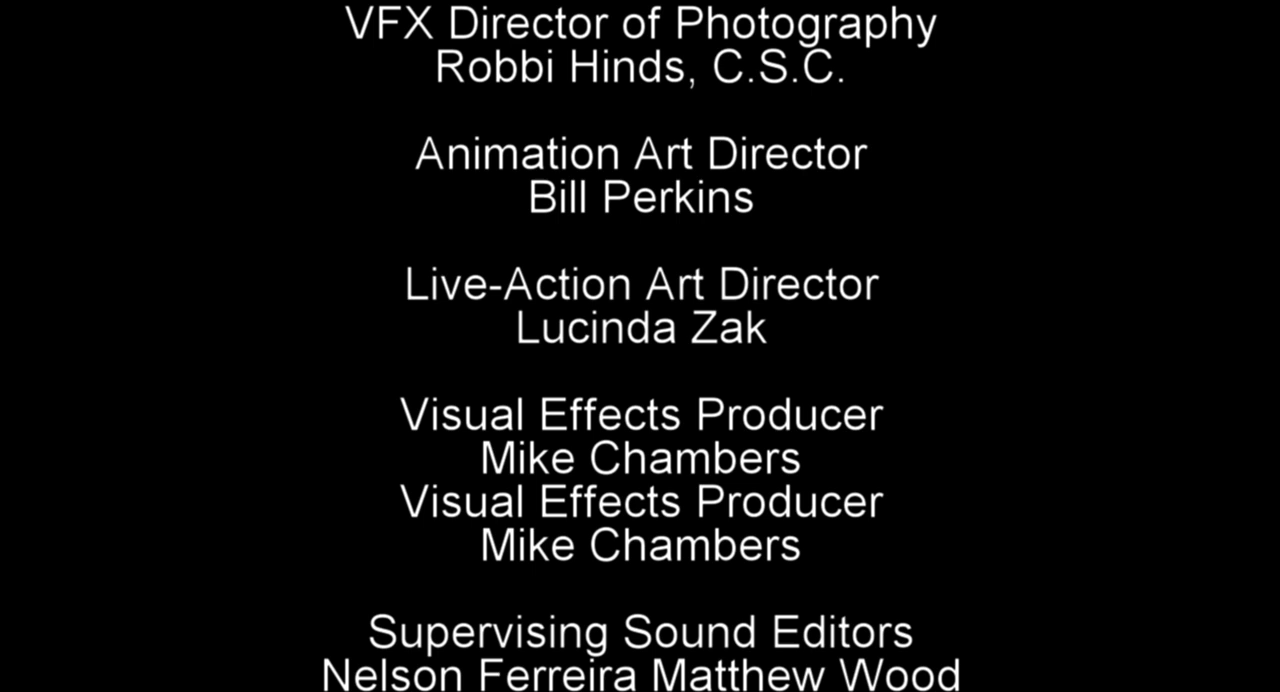 VFX Director of Photography
Robbi Hinds, C.S.C.
Animation Art Director
Bill Perkins
Live-Action Art Director
Lucinda Zak
Visual Effects Producer
Mike Chambers
Visual Effects Producer
Mike Chambers
Supervising Sound Editors
Nelson Ferreira Matthew Wood